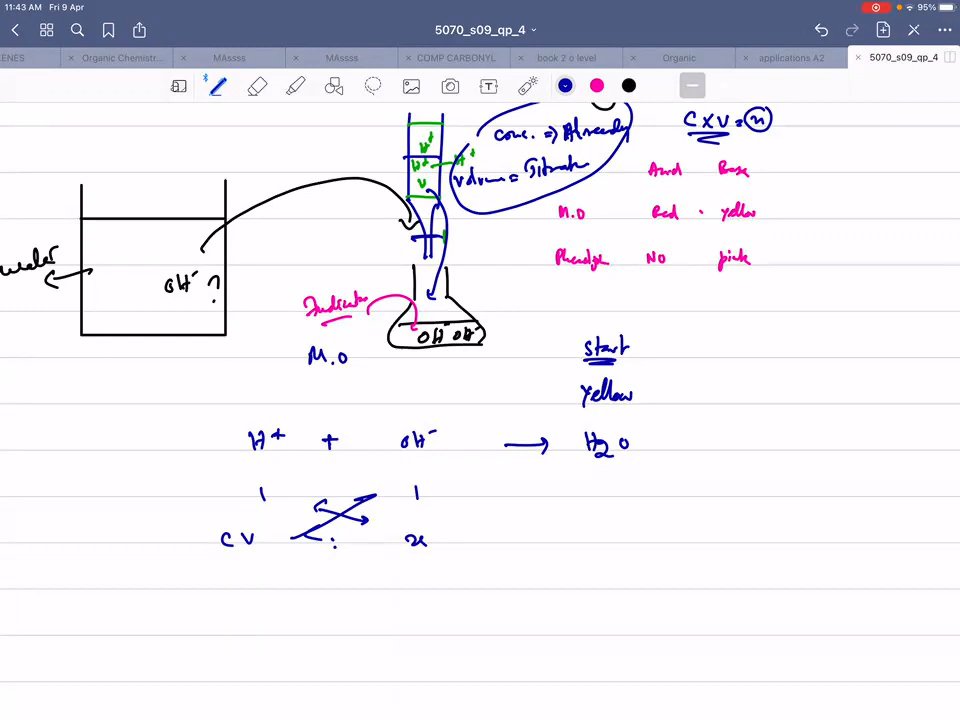 11:43 AM Fri 9 Apr
95%
5070_s09_qp_4
ENES
Organic Chemistr...
MAssss
MAssss
COMP CARBONYL
book 2 o level
Organic
applications A2
5070_s09_qp_4
conc. => Already
C X V = n
H+
H+ H+
V
volume = Titrate
Acid Base
M.O Red yellow
No pink
water
OH- ?
Indicator
OH- OH-
M.O
Start
yellow
H+ + OH- → H2O
1 1
C V : x